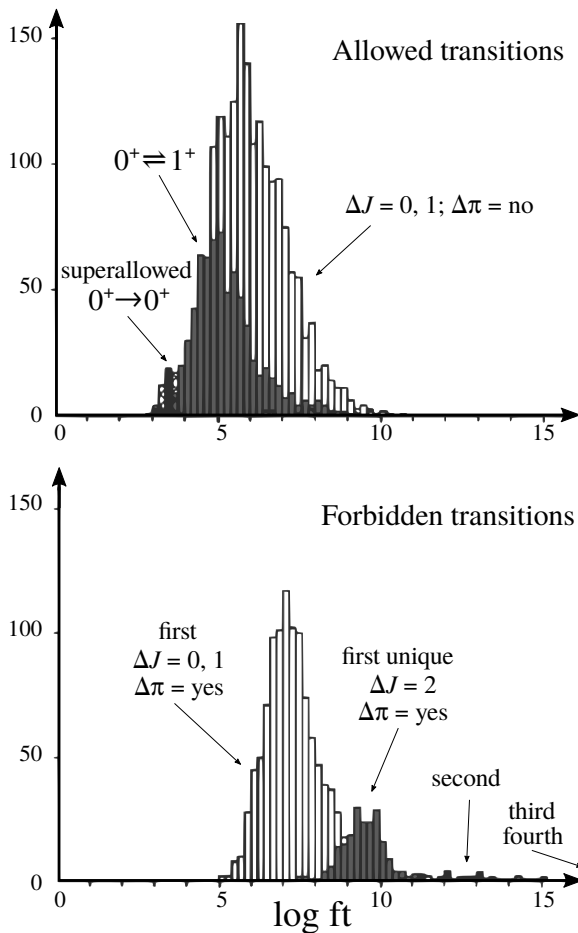 150
Allowed transitions
0⁺⇌1⁺
100
ΔJ = 0, 1; Δπ = no
superallowed
0⁺→0⁺
50
0
0 5 10 15
150
Forbidden transitions
100
first
ΔJ = 0, 1
Δπ = yes
first unique
ΔJ = 2
Δπ = yes
50
second
third
fourth
0
0 5 10 15
log ft